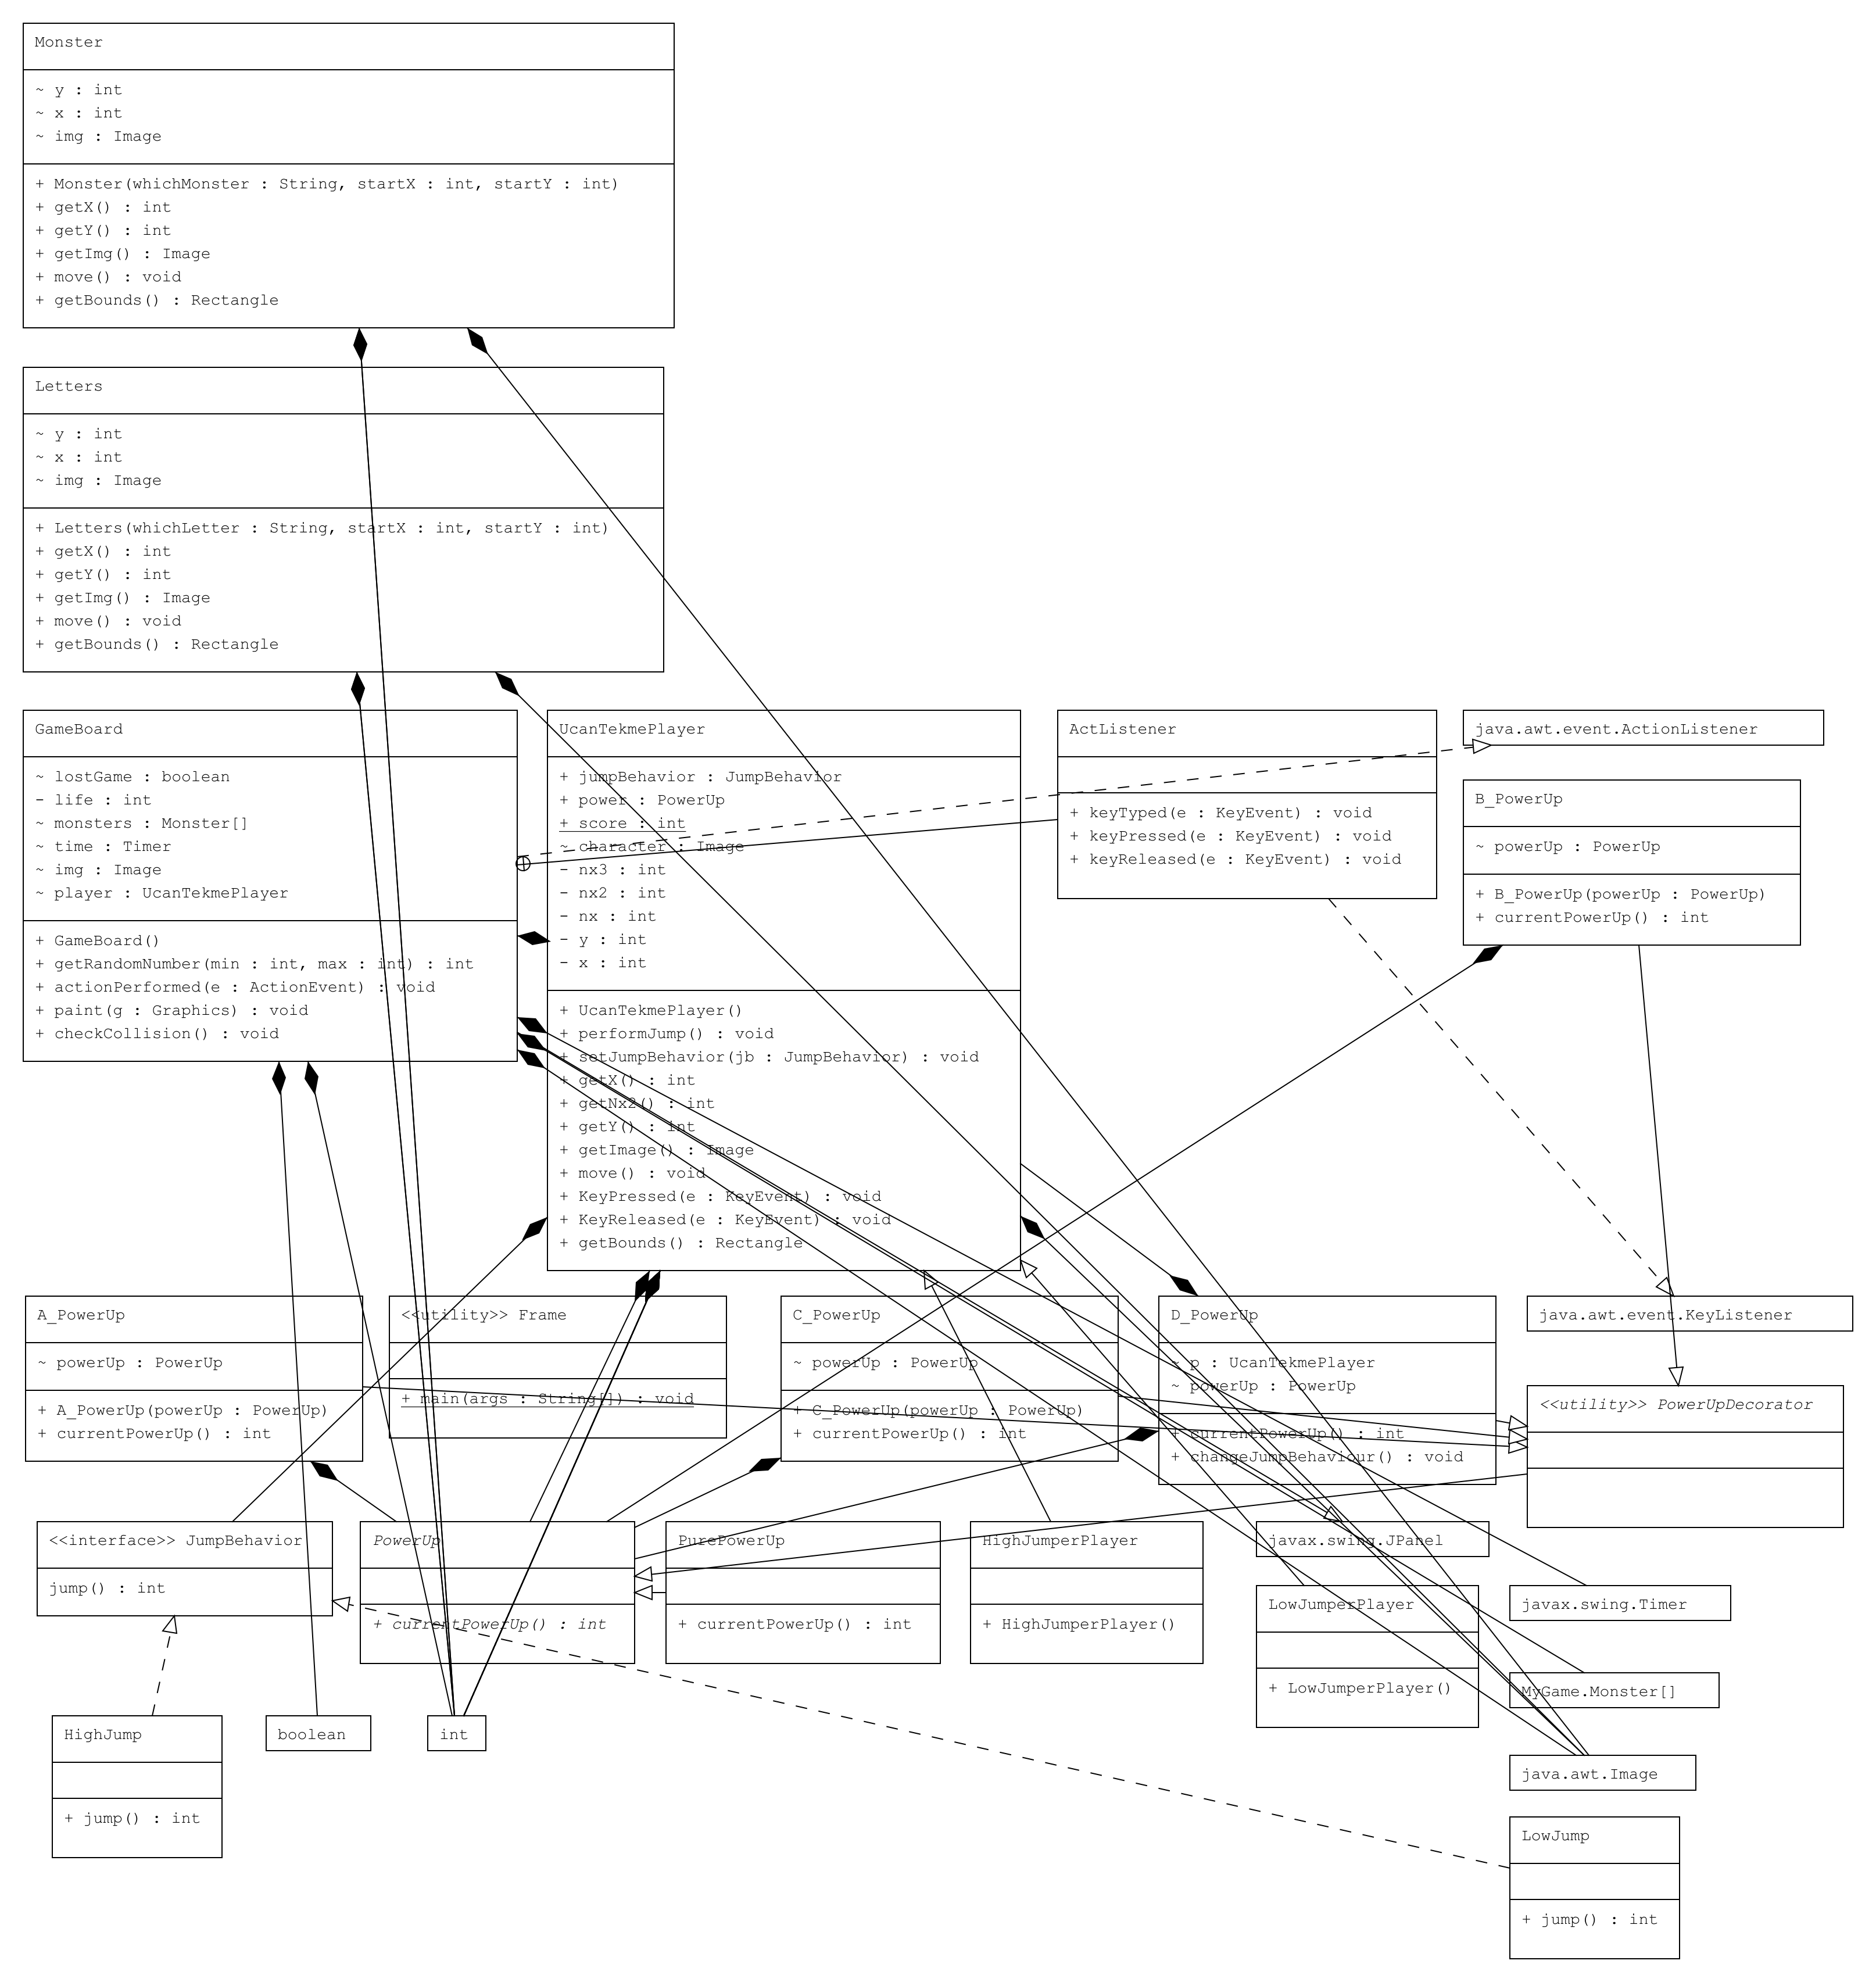 Monster
~ y : int
~ x : int
~ img : Image
+ Monster(whichMonster : String, startX : int, startY : int)
+ getX() : int
+ getY() : int
+ getImg() : Image
+ move() : void
+ getBounds() : Rectangle
Letters
~ y : int
~ x : int
~ img : Image
+ Letters(whichLetter : String, startX : int, startY : int)
+ getX() : int
+ getY() : int
+ getImg() : Image
+ move() : void
+ getBounds() : Rectangle
GameBoard
~ lostGame : boolean
- life : int
~ monsters : Monster[]
~ time : Timer
~ img : Image
~ player : UcanTekmePlayer
+ GameBoard()
+ getRandomNumber(min : int, max : int) : int
+ actionPerformed(e : ActionEvent) : void
+ paint(g : Graphics) : void
+ checkCollision() : void
UcanTekmePlayer
+ jumpBehavior : JumpBehavior
+ power : PowerUp
+ score : int
~ character : Image
- nx3 : int
- nx2 : int
- nx : int
- y : int
- x : int
+ UcanTekmePlayer()
+ performJump() : void
+ setJumpBehavior(jb : JumpBehavior) : void
+ getX() : int
+ getNx2() : int
+ getY() : int
+ getImage() : Image
+ move() : void
+ KeyPressed(e : KeyEvent) : void
+ KeyReleased(e : KeyEvent) : void
+ getBounds() : Rectangle
ActListener
+ keyTyped(e : KeyEvent) : void
+ keyPressed(e : KeyEvent) : void
+ keyReleased(e : KeyEvent) : void
java.awt.event.ActionListener
B_PowerUp
~ powerUp : PowerUp
+ B_PowerUp(powerUp : PowerUp)
+ currentPowerUp() : int
A_PowerUp
~ powerUp : PowerUp
+ A_PowerUp(powerUp : PowerUp)
+ currentPowerUp() : int
<<utility>> Frame
+ main(args : String[]) : void
C_PowerUp
~ powerUp : PowerUp
+ C_PowerUp(powerUp : PowerUp)
+ currentPowerUp() : int
D_PowerUp
~ p : UcanTekmePlayer
~ powerUp : PowerUp
+ currentPowerUp() : int
+ changeJumpBehaviour() : void
java.awt.event.KeyListener
<<utility>> PowerUpDecorator
<<interface>> JumpBehavior
jump() : int
PowerUp
+ currentPowerUp() : int
PurePowerUp
+ currentPowerUp() : int
HighJumperPlayer
+ HighJumperPlayer()
javax.swing.JPanel
LowJumperPlayer
+ LowJumperPlayer()
javax.swing.Timer
MyGame.Monster[]
HighJump
+ jump() : int
boolean
int
java.awt.Image
LowJump
+ jump() : int